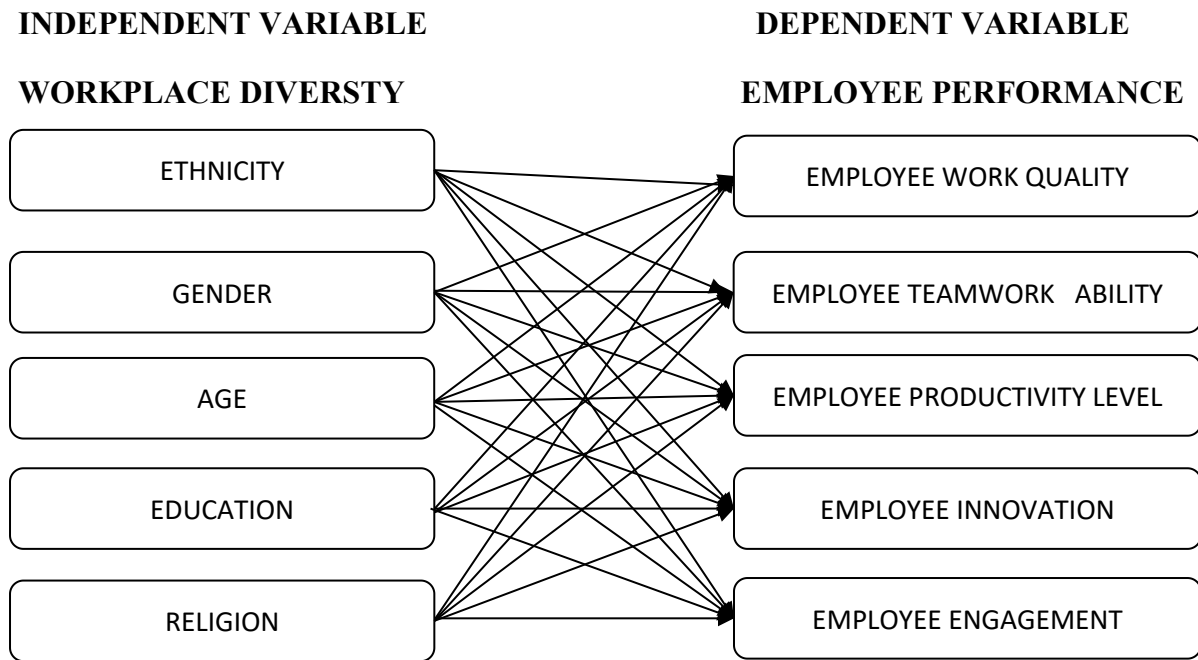 INDEPENDENT VARIABLE
DEPENDENT VARIABLE
WORKPLACE DIVERSTY
EMPLOYEE PERFORMANCE
ETHNICITY
EMPLOYEE WORK QUALITY
GENDER
EMPLOYEE TEAMWORK ABILITY
AGE
EMPLOYEE PRODUCTIVITY LEVEL
EDUCATION
EMPLOYEE INNOVATION
RELIGION
EMPLOYEE ENGAGEMENT